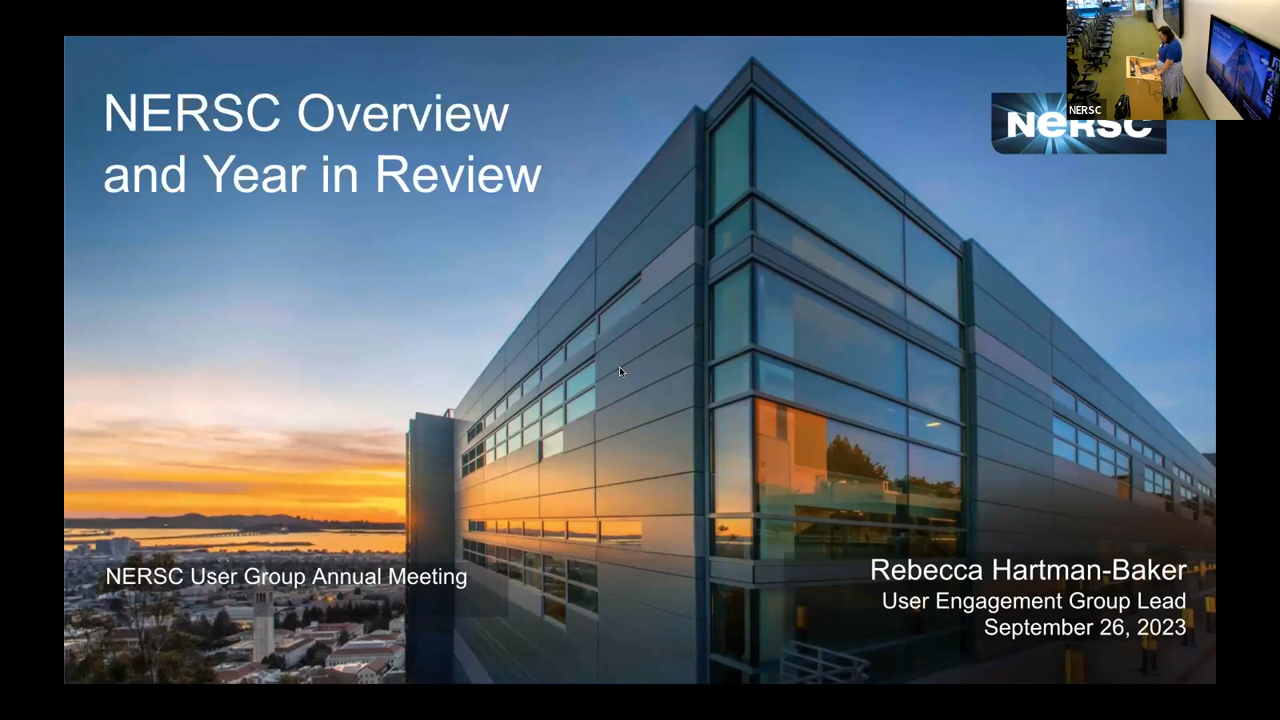 NERSC Overview
and Year in Review
NERSC
NERSC
NERSC User Group Annual Meeting
Rebecca Hartman-Baker
User Engagement Group Lead
September 26, 2023